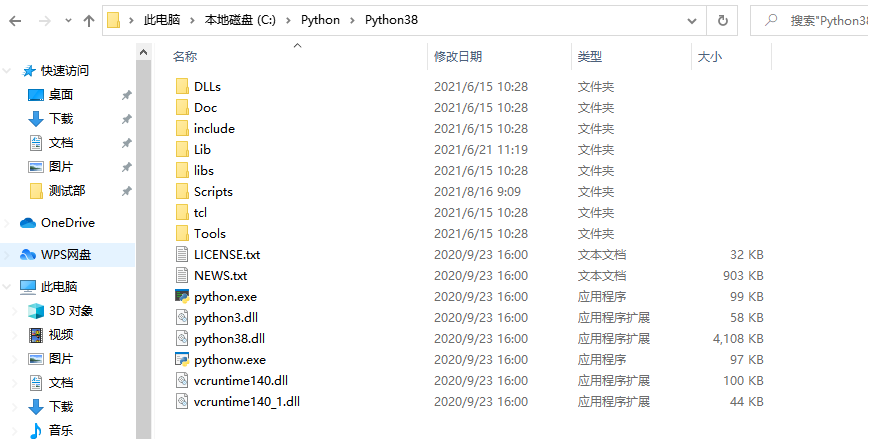 此电脑 › 本地磁盘 (C:) › Python › Python38
搜索"Python38
名称 修改日期 类型 大小
快速访问
桌面
下载
文档
图片
测试部
OneDrive
WPS网盘
此电脑
3D 对象
视频
图片
文档
下载
音乐
DLLs 2021/6/15 10:28 文件夹
Doc 2021/6/15 10:28 文件夹
include 2021/6/15 10:28 文件夹
Lib 2021/6/21 11:19 文件夹
libs 2021/6/15 10:28 文件夹
Scripts 2021/8/16 9:09 文件夹
tcl 2021/6/15 10:28 文件夹
Tools 2021/6/15 10:28 文件夹
LICENSE.txt 2020/9/23 16:00 文本文档 32 KB
NEWS.txt 2020/9/23 16:00 文本文档 903 KB
python.exe 2020/9/23 16:00 应用程序 99 KB
python3.dll 2020/9/23 16:00 应用程序扩展 58 KB
python38.dll 2020/9/23 16:00 应用程序扩展 4,108 KB
pythonw.exe 2020/9/23 16:00 应用程序 97 KB
vcruntime140.dll 2020/9/23 16:00 应用程序扩展 100 KB
vcruntime140_1.dll 2020/9/23 16:00 应用程序扩展 44 KB